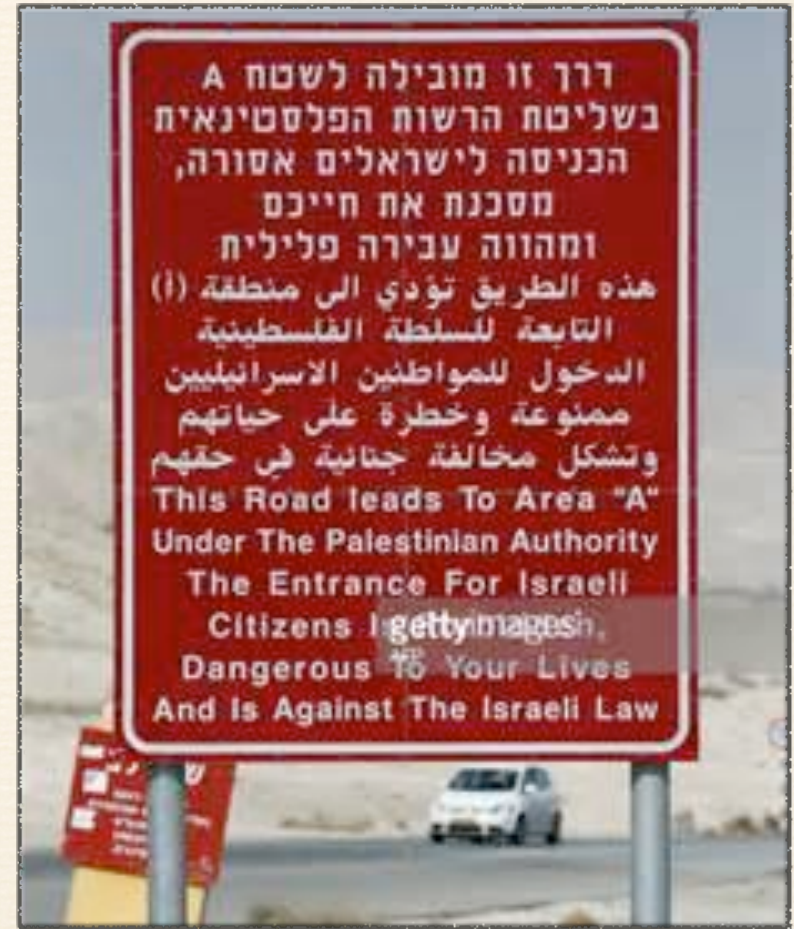 דרך זו מובילה לשטח A
בשליטת הרשות הפלסטינאית
הכניסה לישראלים אסורה,
מסכנת את חייכם
ומהווה עבירה פלילית
هذه الطريق تؤدي الى منطقة (أ)
التابعة للسلطة الفلسطينية
الدخول للمواطنين الاسرائيليين
ممنوعة وخطرة على حياتهم
وتشكل مخالفة جنائية في حقهم
This Road leads To Area "A"
Under The Palestinian Authority
The Entrance For Israeli
Citizens
gettyimages
Dangerous To Your Lives
And Is Against The Israeli Law